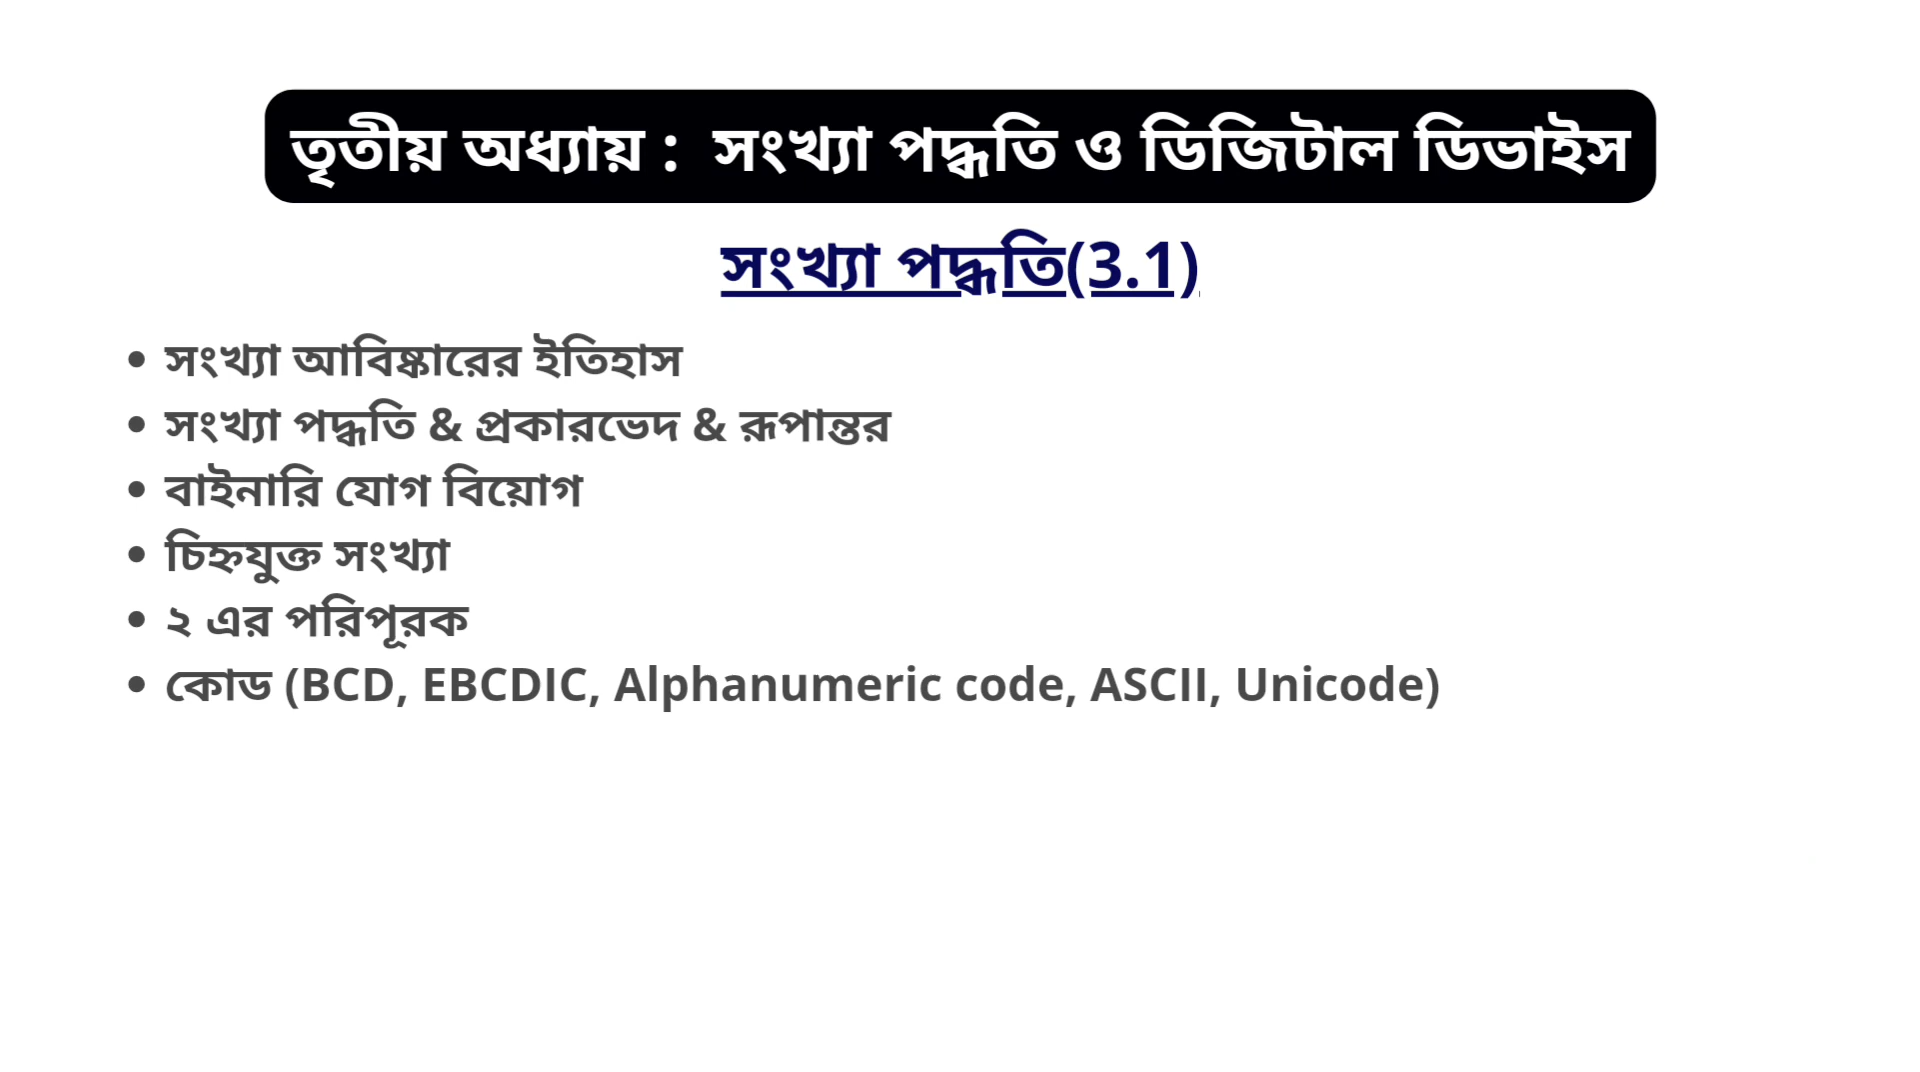 তৃতীয় অধ্যায় : সংখ্যা পদ্ধতি ও ডিজিটাল ডিভাইস
সংখ্যা পদ্ধতি(3.1)
• সংখ্যা আবিষ্কারের ইতিহাস
• সংখ্যা পদ্ধতি & প্রকারভেদ & রূপান্তর
• বাইনারি যোগ বিয়োগ
• চিহ্নযুক্ত সংখ্যা
• ২ এর পরিপূরক
• কোড (BCD, EBCDIC, Alphanumeric code, ASCII, Unicode)